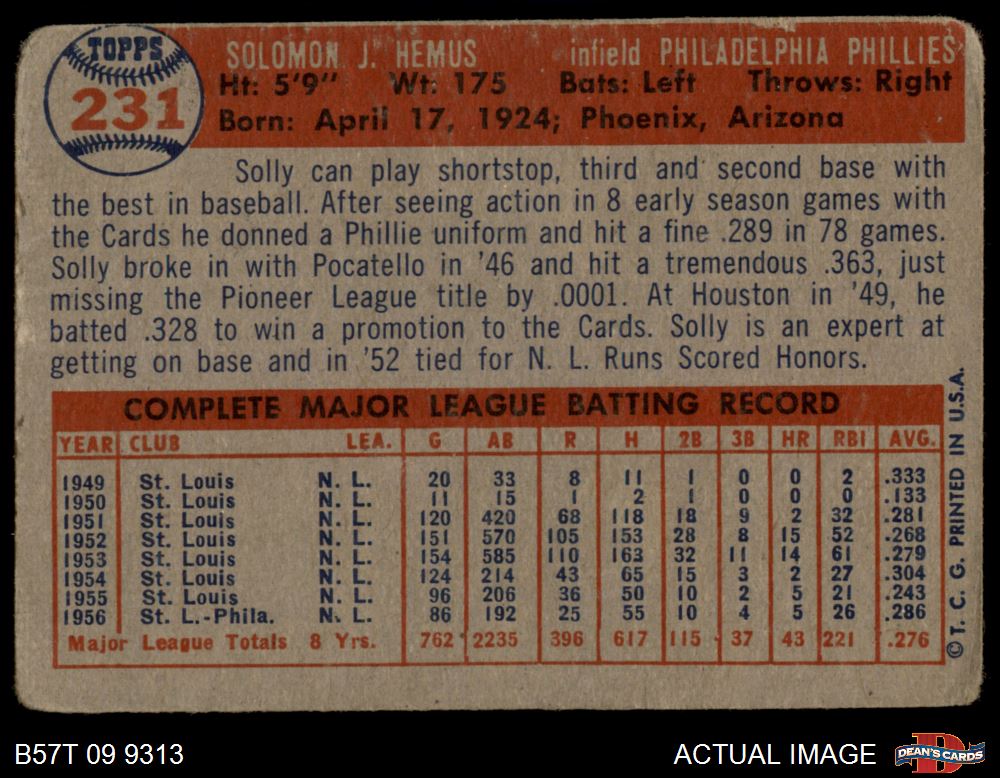 TOPPS
231
SOLOMON J. HEMUS infield PHILADELPHIA PHILLIES
Ht: 5'9" Wt: 175 Bats: Left Throws: Right
Born: April 17, 1924; Phoenix, Arizona
Solly can play shortstop, third and second base with
the best in baseball. After seeing action in 8 early season games with
the Cards he donned a Phillie uniform and hit a fine .289 in 78 games.
Solly broke in with Pocatello in '46 and hit a tremendous .363, just
missing the Pioneer League title by .0001. At Houston in '49, he
batted .328 to win a promotion to the Cards. Solly is an expert at
getting on base and in '52 tied for N. L. Runs Scored Honors.
COMPLETE MAJOR LEAGUE BATTING RECORD
YEAR CLUB LEA. G AB R H 2B 3B HR RBI AVG.
1949 St. Louis N. L. 20 33 8 11 1 0 0 2 .333
1950 St. Louis N. L. 11 15 1 2 1 0 0 0 .133
1951 St. Louis N. L. 120 420 68 118 18 9 2 32 .281
1952 St. Louis N. L. 151 570 105 153 28 8 15 52 .268
1953 St. Louis N. L. 154 585 110 163 32 11 14 61 .279
1954 St. Louis N. L. 124 214 43 65 15 3 2 27 .304
1955 St. Louis N. L. 96 206 36 50 10 2 5 21 .243
1956 St. L.-Phila. N. L. 86 192 25 55 10 4 5 26 .286
Major League Totals 8 Yrs. 762 2235 396 617 115 37 43 221 .276
© T. C. G. PRINTED IN U.S.A.
B57T 09 9313
ACTUAL IMAGE
DEAN'S CARDS